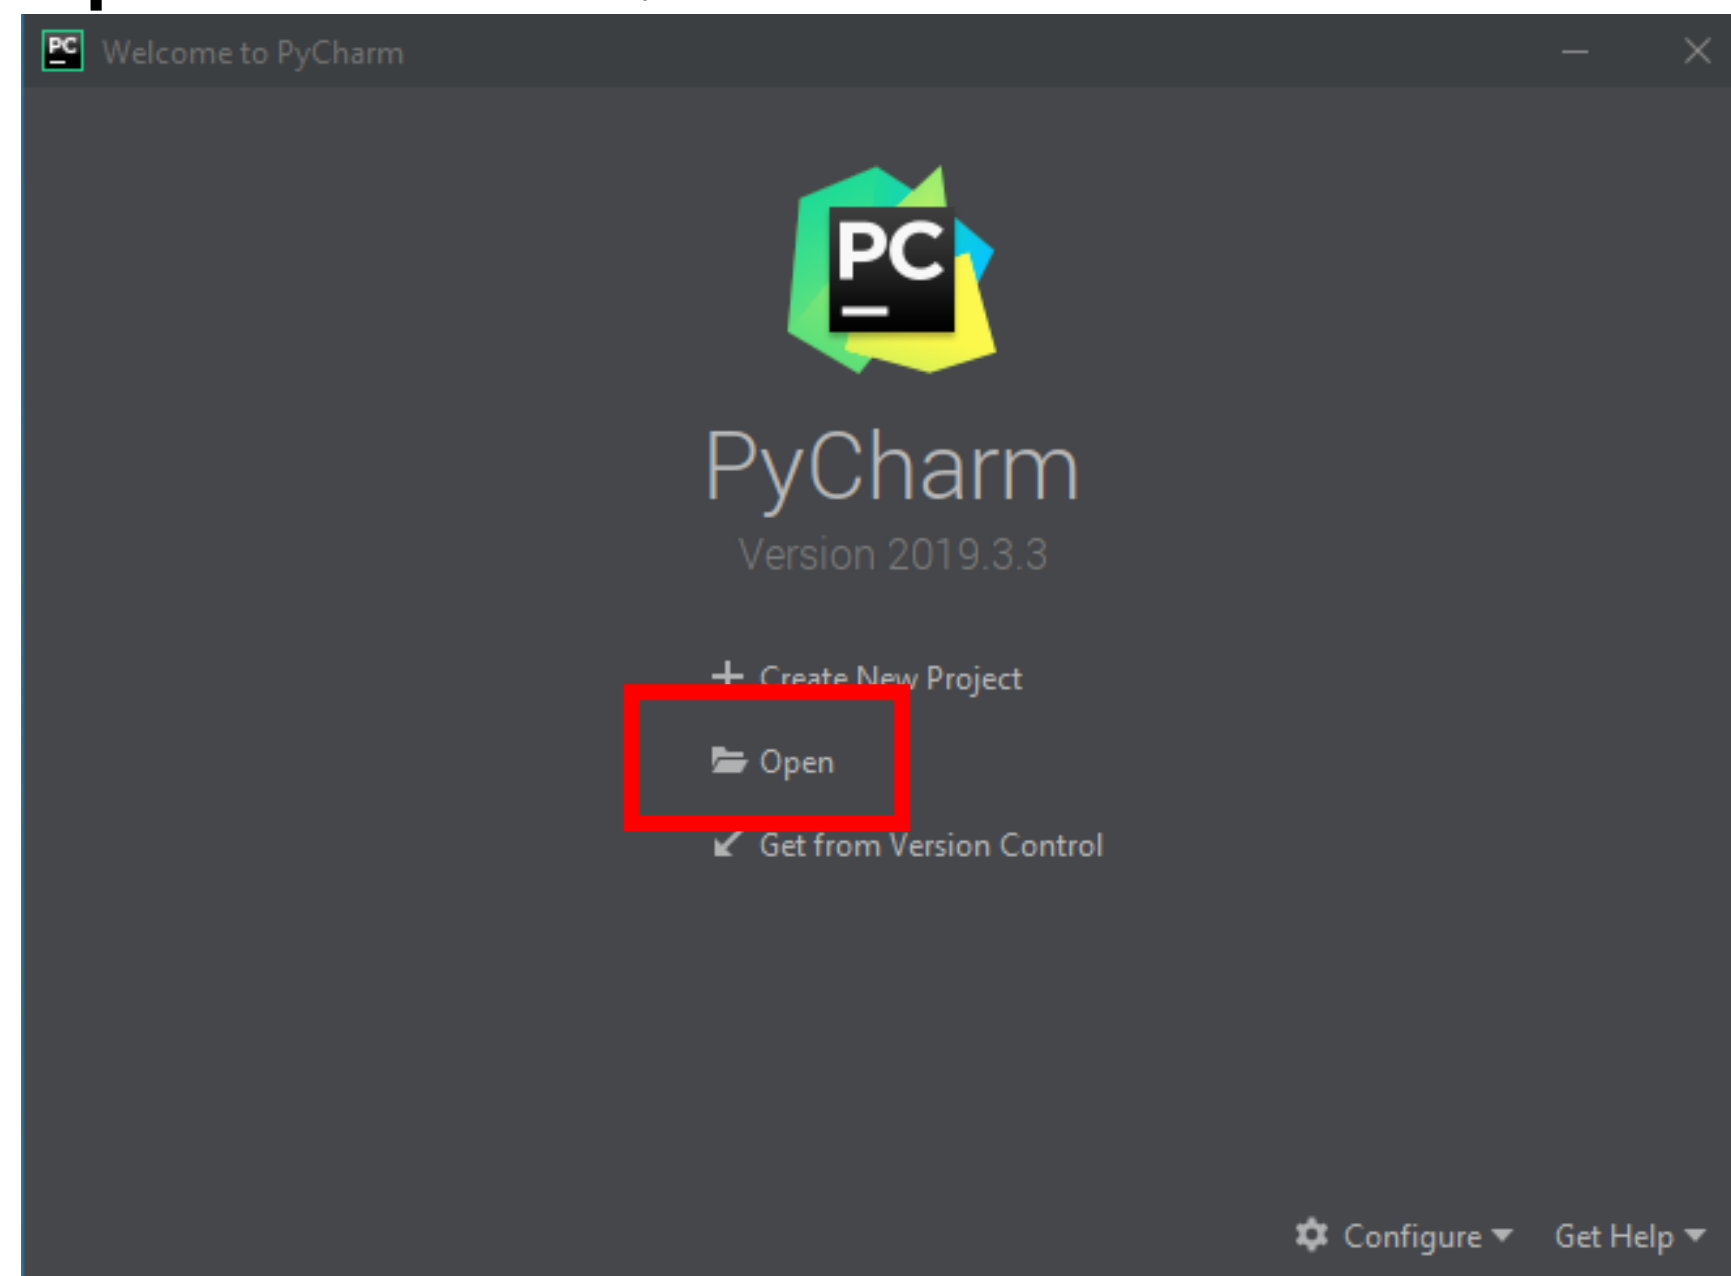 PC Welcome to PyCharm
PC
PyCharm
Version 2019.3.3
Create New Project
Open
Get from Version Control
Configure Get Help